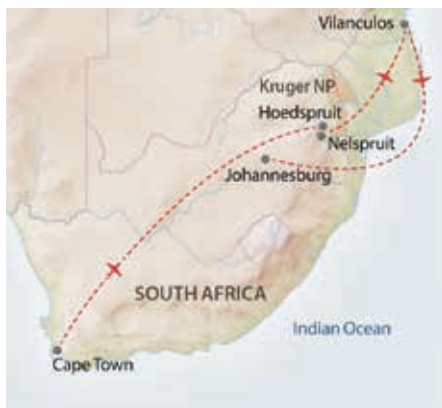 Vilanculos
Kruger NP
Hoedspruit
Nelspruit
Johannesburg
SOUTH AFRICA
Indian Ocean
Cape Town